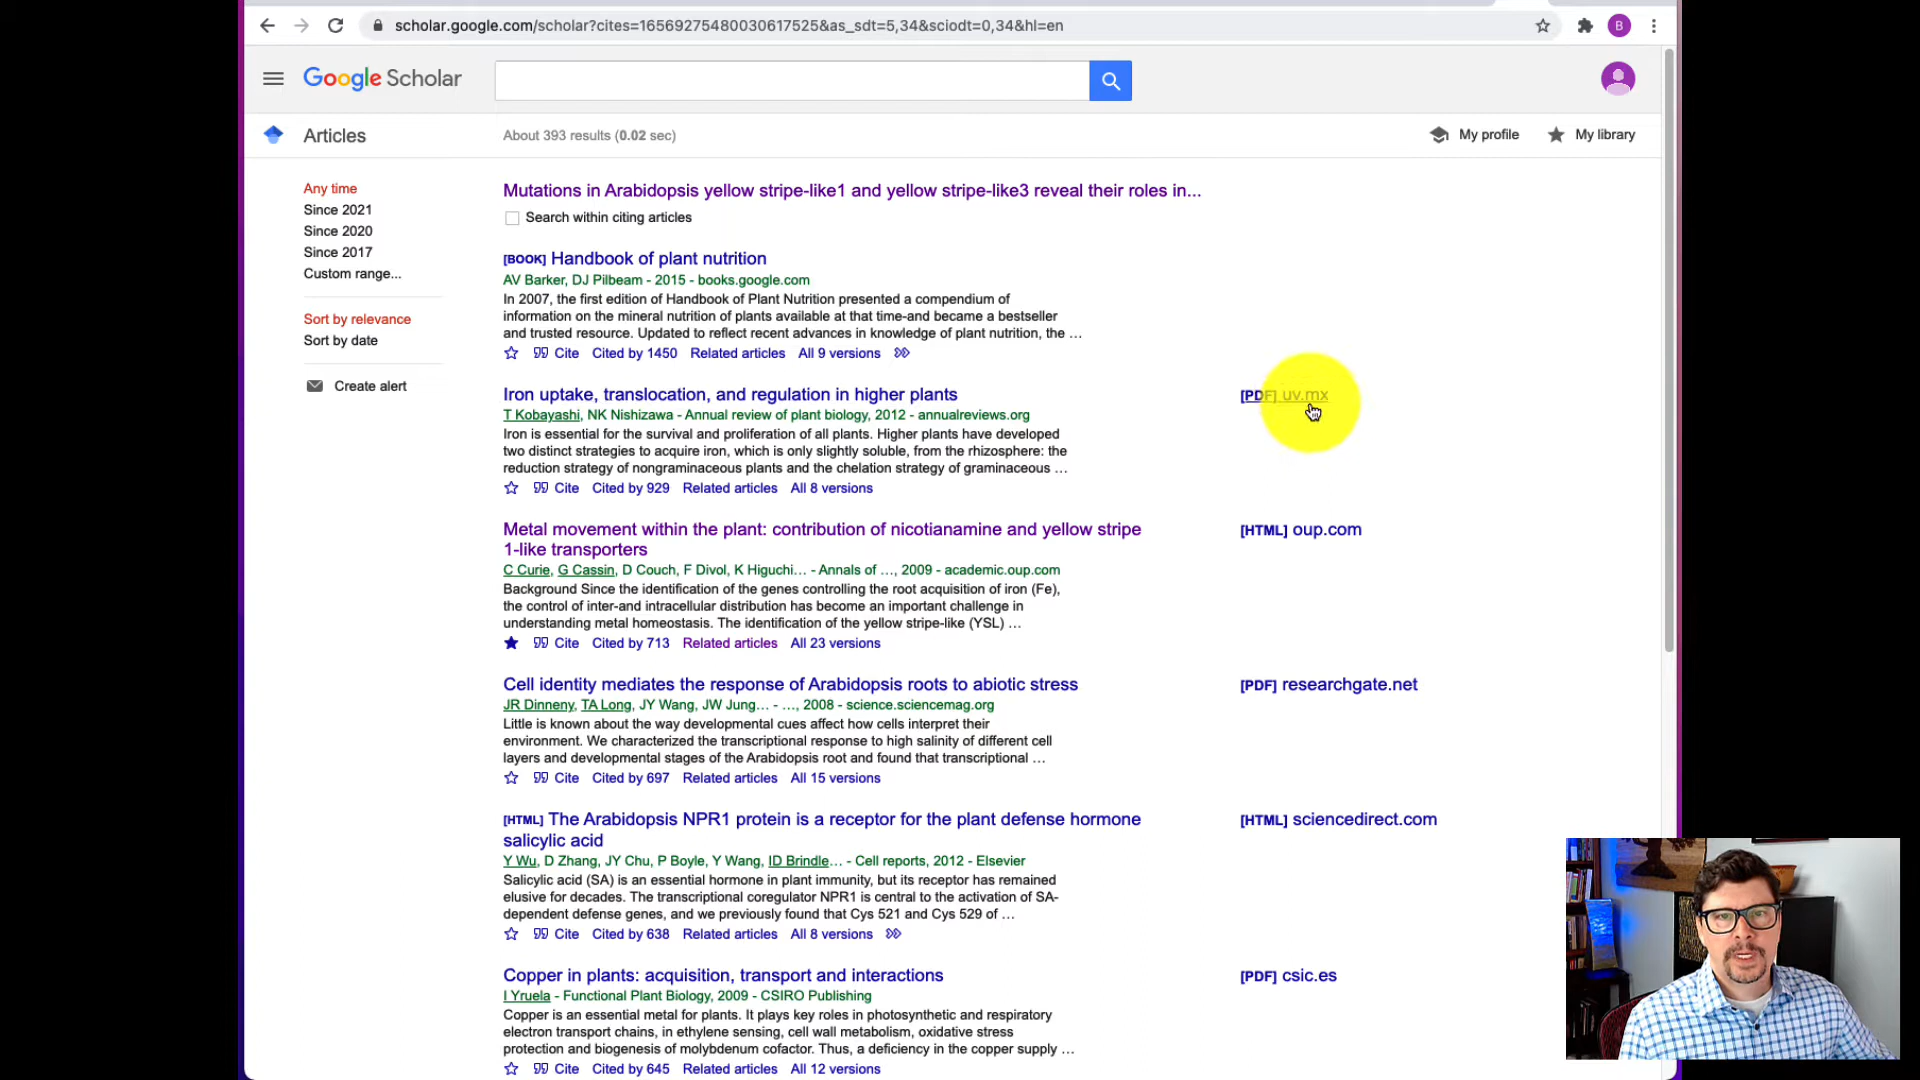 scholar.google.com/scholar?cites=16569275480030617525&as_sdt=5,34&sciodt=0,34&hl=en
B
Google Scholar
Articles
About 393 results (0.02 sec)
My profile
My library
Any time
Since 2021
Since 2020
Since 2017
Custom range...
Sort by relevance
Sort by date
Create alert
Mutations in Arabidopsis yellow stripe-like1 and yellow stripe-like3 reveal their roles in...
Search within citing articles
[BOOK] Handbook of plant nutrition
AV Barker, DJ Pilbeam - 2015 - books.google.com
In 2007, the first edition of Handbook of Plant Nutrition presented a compendium of
information on the mineral nutrition of plants available at that time-and became a bestseller
and trusted resource. Updated to reflect recent advances in knowledge of plant nutrition, the …
Cite Cited by 1450 Related articles All 9 versions
Iron uptake, translocation, and regulation in higher plants
[PDF] uv.mx
T Kobayashi, NK Nishizawa - Annual review of plant biology, 2012 - annualreviews.org
Iron is essential for the survival and proliferation of all plants. Higher plants have developed
two distinct strategies to acquire iron, which is only slightly soluble, from the rhizosphere: the
reduction strategy of nongraminaceous plants and the chelation strategy of graminaceous …
Cite Cited by 929 Related articles All 8 versions
Metal movement within the plant: contribution of nicotianamine and yellow stripe
1-like transporters
[HTML] oup.com
C Curie, G Cassin, D Couch, F Divol, K Higuchi… - Annals of …, 2009 - academic.oup.com
Background Since the identification of the genes controlling the root acquisition of iron (Fe),
the control of inter-and intracellular distribution has become an important challenge in
understanding metal homeostasis. The identification of the yellow stripe-like (YSL) …
Cite Cited by 713 Related articles All 23 versions
Cell identity mediates the response of Arabidopsis roots to abiotic stress
[PDF] researchgate.net
JR Dinneny, TA Long, JY Wang, JW Jung… - …, 2008 - science.sciencemag.org
Little is known about the way developmental cues affect how cells interpret their
environment. We characterized the transcriptional response to high salinity of different cell
layers and developmental stages of the Arabidopsis root and found that transcriptional …
Cite Cited by 697 Related articles All 15 versions
[HTML] The Arabidopsis NPR1 protein is a receptor for the plant defense hormone
salicylic acid
[HTML] sciencedirect.com
Y Wu, D Zhang, JY Chu, P Boyle, Y Wang, ID Brindle… - Cell reports, 2012 - Elsevier
Salicylic acid (SA) is an essential hormone in plant immunity, but its receptor has remained
elusive for decades. The transcriptional coregulator NPR1 is central to the activation of SA-
dependent defense genes, and we previously found that Cys 521 and Cys 529 of …
Cite Cited by 638 Related articles All 8 versions
Copper in plants: acquisition, transport and interactions
[PDF] csic.es
I Yruela - Functional Plant Biology, 2009 - CSIRO Publishing
Copper is an essential metal for plants. It plays key roles in photosynthetic and respiratory
electron transport chains, in ethylene sensing, cell wall metabolism, oxidative stress
protection and biogenesis of molybdenum cofactor. Thus, a deficiency in the copper supply …
Cite Cited by 645 Related articles All 12 versions